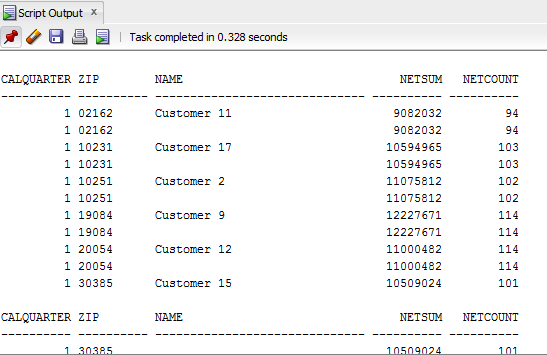 Script Output x
Task completed in 0.328 seconds
CALQUARTER ZIP NAME NETSUM NETCOUNT
---------- ---------- ------------------------------ ---------- ----------
1 02162 Customer 11 9082032 94
1 02162 9082032 94
1 10231 Customer 17 10594965 103
1 10231 10594965 103
1 10251 Customer 2 11075812 102
1 10251 11075812 102
1 19084 Customer 9 12227671 114
1 19084 12227671 114
1 20054 Customer 12 11000482 114
1 20054 11000482 114
1 30385 Customer 15 10509024 101
CALQUARTER ZIP NAME NETSUM NETCOUNT
---------- ---------- ------------------------------ ---------- ----------
1 30385 10509024 101